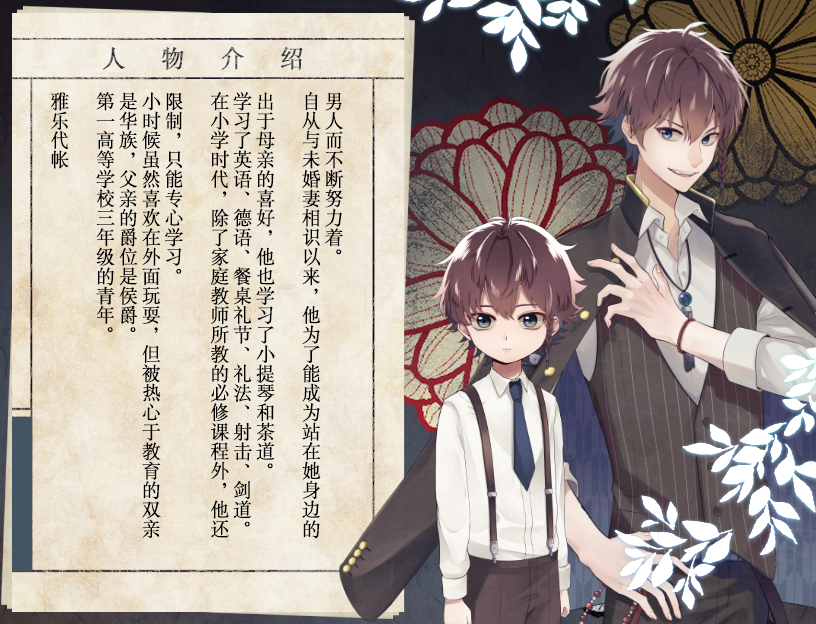 人物介绍
雅乐代帐
第一高等学校三年级的青年。
是华族，父亲的爵位是侯爵。
小时候虽然喜欢在外面玩耍，但被热心于教育的双亲
限制，只能专心学习。
在小学时代，除了家庭教师所教的必修课程外，他还
学习了英语、德语、餐桌礼节、礼法、射击、剑道。
出于母亲的喜好，他也学习了小提琴和茶道。
自从与未婚妻相识以来，他为了能成为站在她身边的
男人而不断努力着。